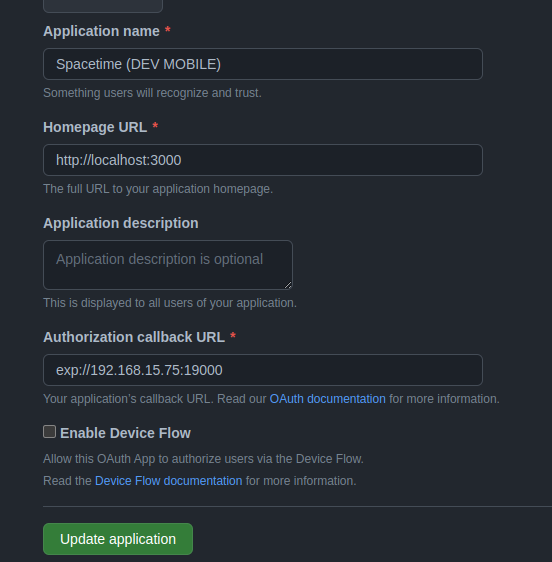 Application name *
Spacetime (DEV MOBILE)
Something users will recognize and trust.
Homepage URL *
http://localhost:3000
The full URL to your application homepage.
Application description
Application description is optional
This is displayed to all users of your application.
Authorization callback URL *
exp://192.168.15.75:19000
Your application's callback URL. Read our OAuth documentation for more information.
Enable Device Flow
Allow this OAuth App to authorize users via the Device Flow.
Read the Device Flow documentation for more information.
Update application